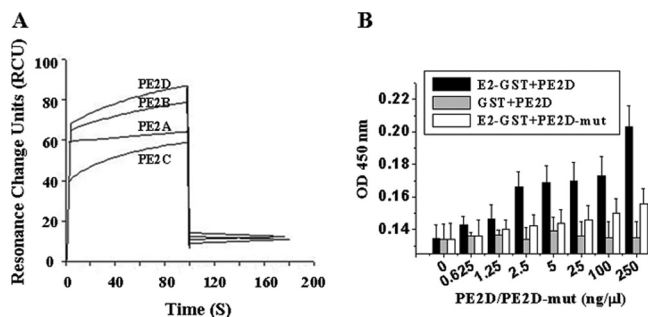 A
Resonance Change Units (RCU)
100
80
60
40
20
0
PE2D
PE2B
PE2A
PE2C
0
40
80
120
160
200
Time (S)
B
OD 450 nm
0.20
0.18
0.16
0.14
E2-GST+PE2D
GST+PE2D
E2-GST+PE2D-mut
0
0.625
1.25
2.5
5
25
100
250
PE2D/PE2D-mut (ng/μl)